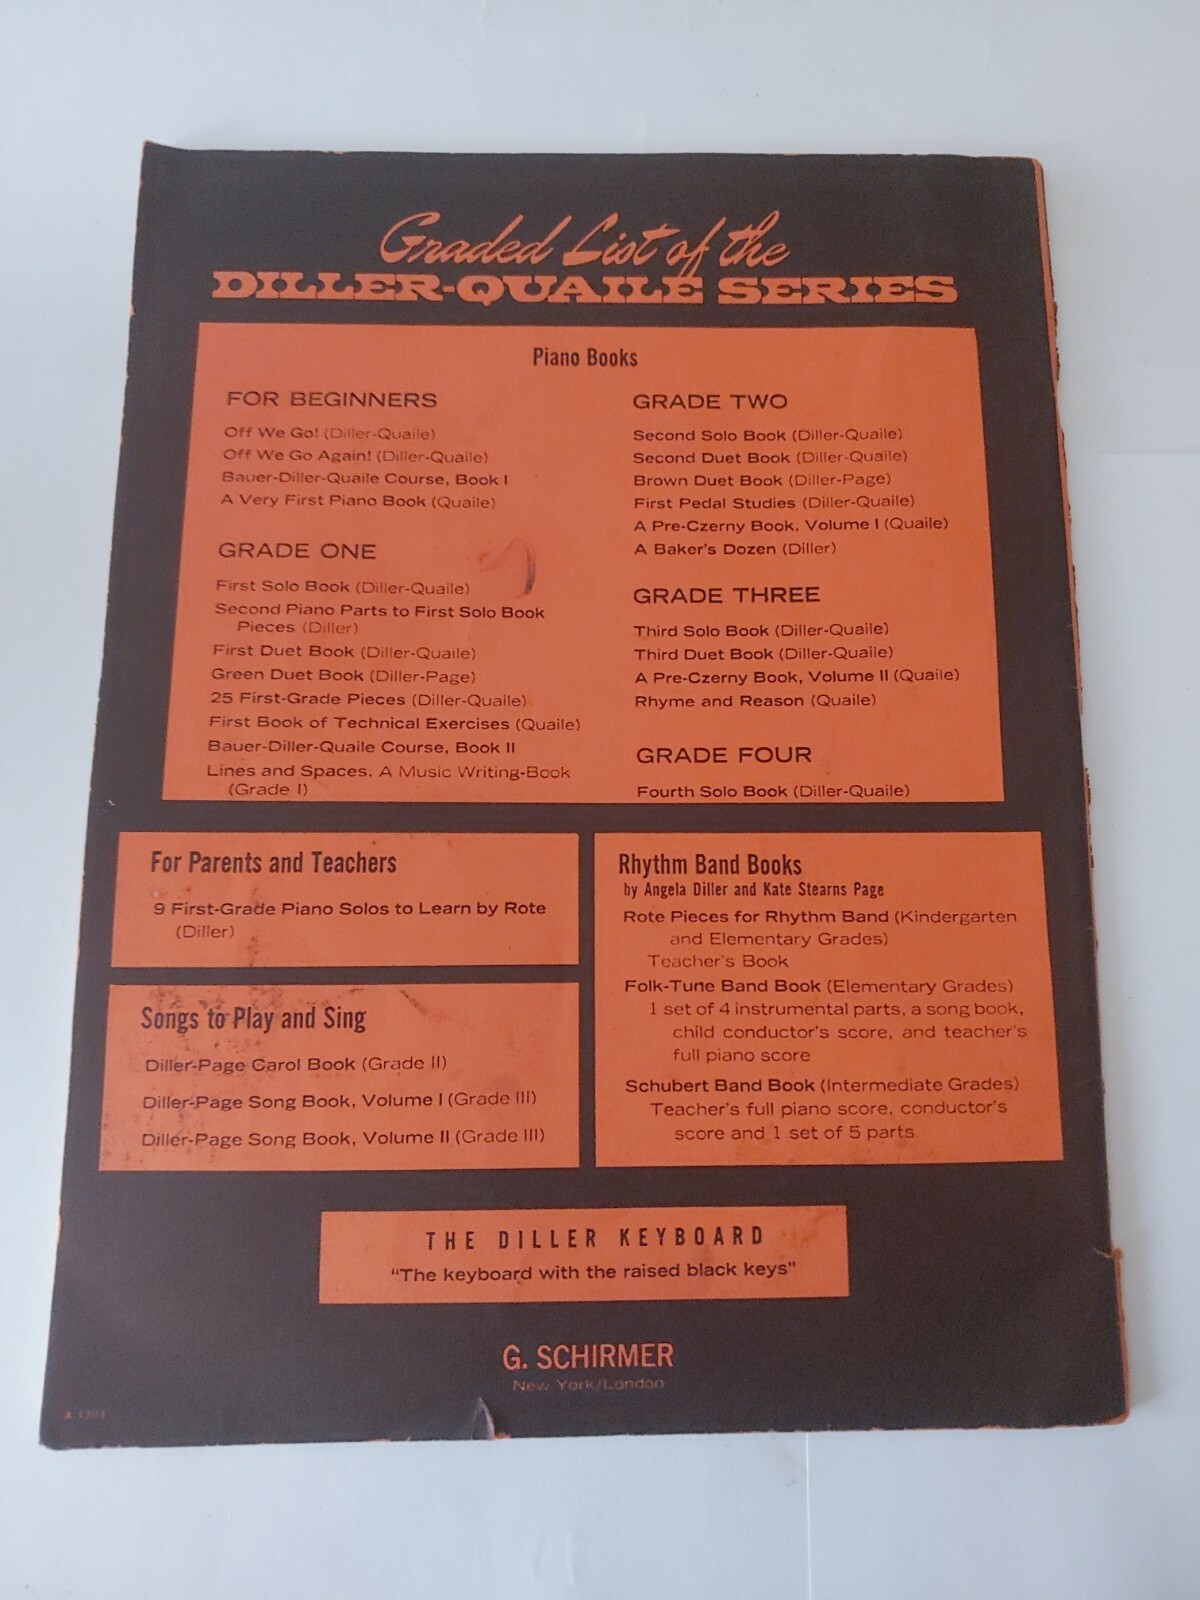 Graded List of the
DILLER-QUAILE SERIES
Piano Books
FOR BEGINNERS
Off We Go! (Diller-Quaile)
Off We Go Again! (Diller-Quaile)
Bauer-Diller-Quaile Course, Book I
A Very First Piano Book (Quaile)
GRADE ONE
First Solo Book (Diller-Quaile)
Second Piano Parts to First Solo Book
Pieces (Diller)
First Duet Book (Diller-Quaile)
Green Duet Book (Diller-Page)
25 First-Grade Pieces (Diller-Quaile)
First Book of Technical Exercises (Quaile)
Bauer-Diller-Quaile Course, Book II
Lines and Spaces. A Music Writing-Book
(Grade I)
GRADE TWO
Second Solo Book (Diller-Quaile)
Second Duet Book (Diller-Quaile)
Brown Duet Book (Diller-Page)
First Pedal Studies (Diller-Quaile)
A Pre-Czerny Book, Volume I (Quaile)
A Baker's Dozen (Diller)
GRADE THREE
Third Solo Book (Diller-Quaile)
Third Duet Book (Diller-Quaile)
A Pre-Czerny Book, Volume II (Quaile)
Rhyme and Reason (Quaile)
GRADE FOUR
Fourth Solo Book (Diller-Quaile)
For Parents and Teachers
9 First-Grade Piano Solos to Learn by Rote
(Diller)
Songs to Play and Sing
Diller-Page Carol Book (Grade II)
Diller-Page Song Book, Volume I (Grade III)
Diller-Page Song Book, Volume II (Grade III)
Rhythm Band Books
by Angela Diller and Kate Stearns Page
Rote Pieces for Rhythm Band (Kindergarten
and Elementary Grades)
Teacher's Book
Folk-Tune Band Book (Elementary Grades)
1 set of 4 instrumental parts, a song book,
child conductor's score, and teacher's
full piano score
Schubert Band Book (Intermediate Grades)
Teacher's full piano score, conductor's
score and 1 set of 5 parts
THE DILLER KEYBOARD
"The keyboard with the raised black keys"
G. SCHIRMER
New York/London